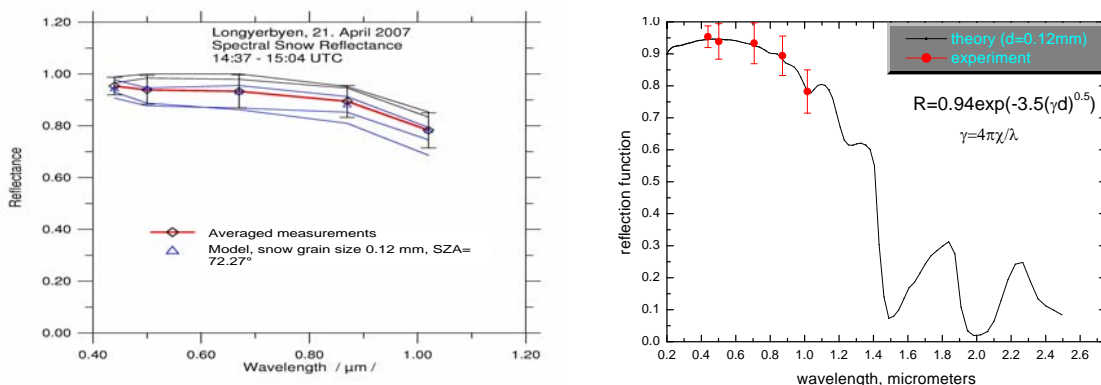 Longyerbyen, 21. April 2007
Spectral Snow Reflectance
14:37 - 15:04 UTC
1.20
1.00
0.80
0.60
0.40
0.20
0.00
Reflectance
Averaged measurements
Model, snow grain size 0.12 mm, SZA=
72.27°
0.40 0.60 0.80 1.00 1.20
Wavelength / µm /
1.0
0.9
0.8
0.7
0.6
0.5
0.4
0.3
0.2
0.1
0.0
reflection function
theory (d=0.12mm)
experiment
R=0.94exp(-3.5(γd)^0.5)
γ=4πχ/λ
0.2 0.4 0.6 0.8 1.0 1.2 1.4 1.6 1.8 2.0 2.2 2.4 2.6
wavelength, micrometers